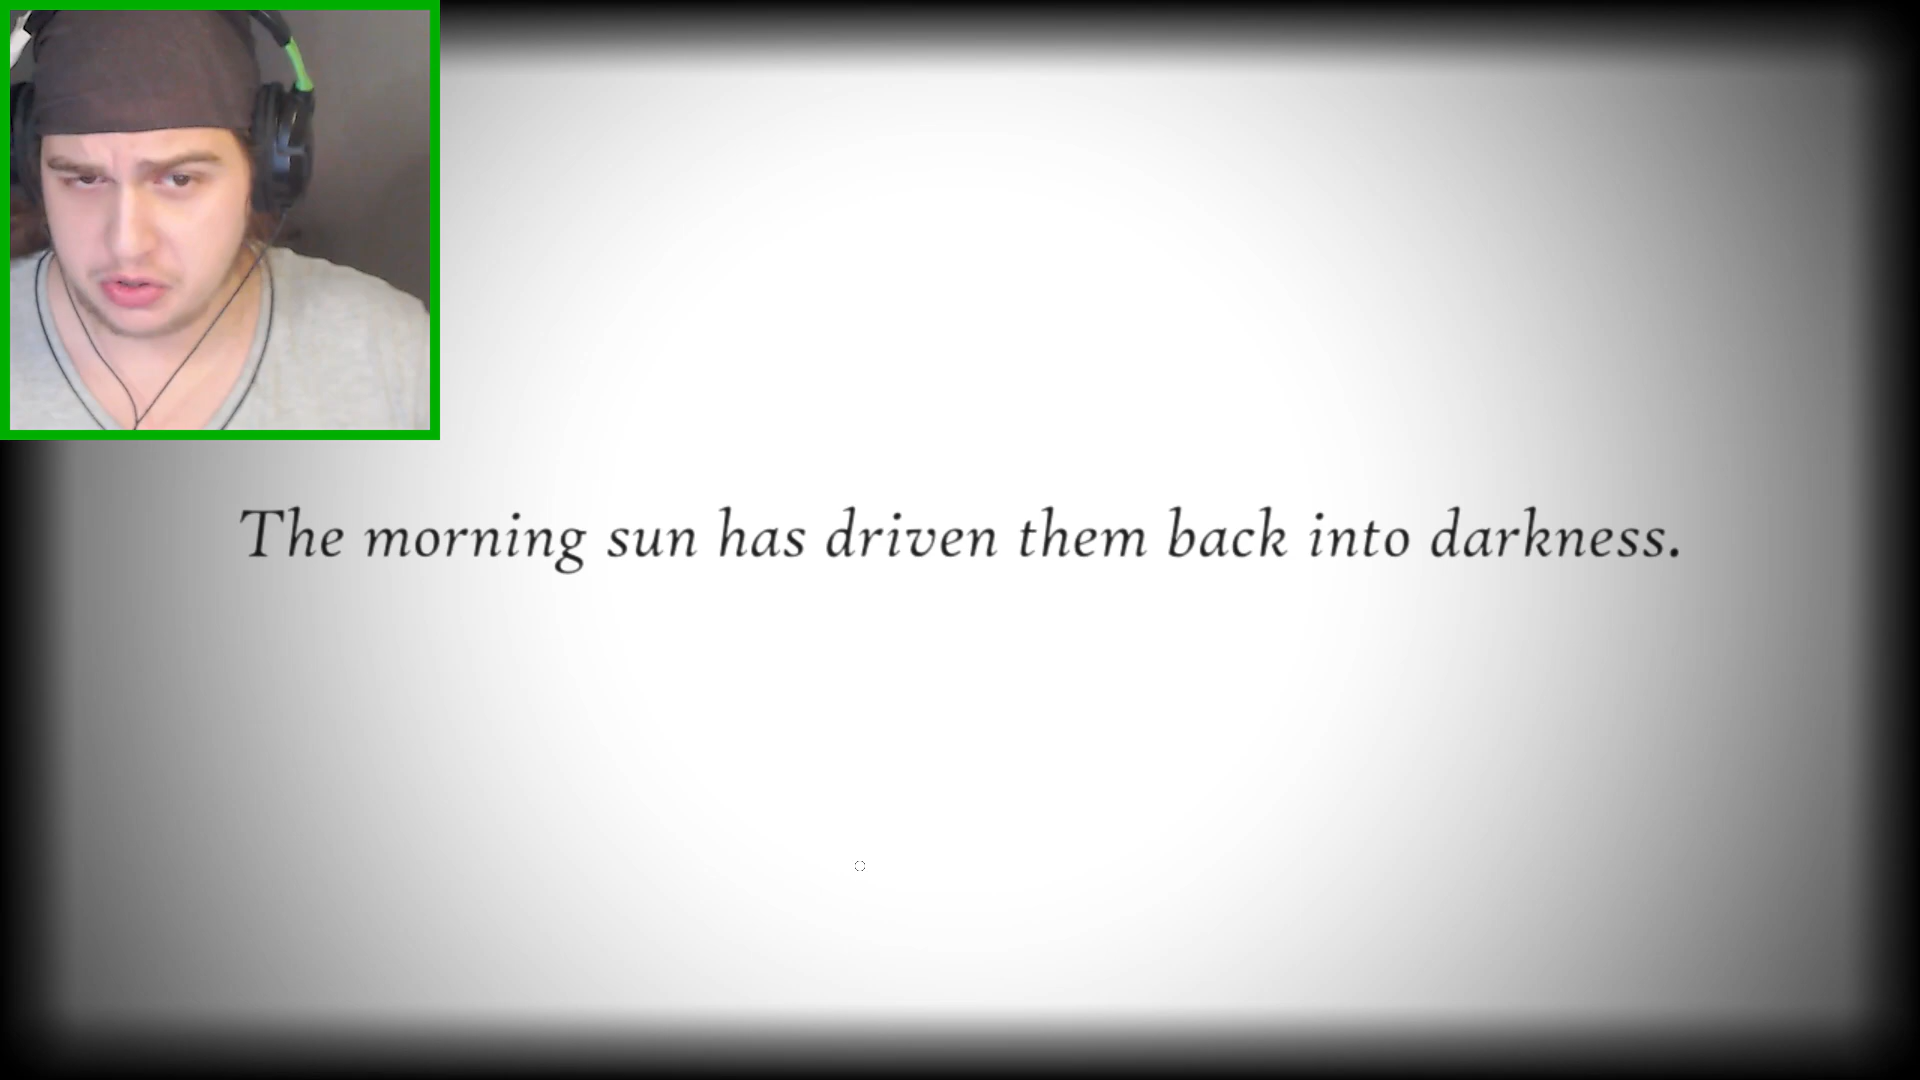 The morning sun has driven them back into darkness.